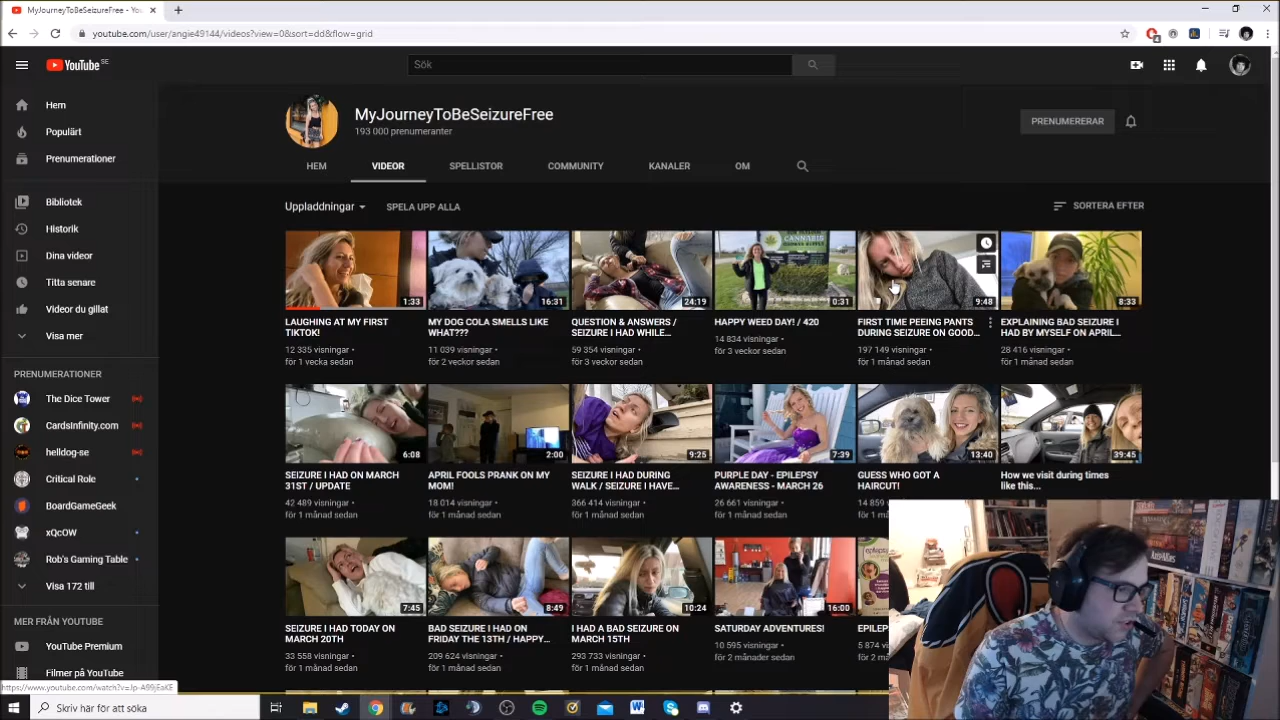 MyJourneyToBeSeizureFree - You
youtube.com/user/angie49144/videos?view=0&sort=dd&flow=grid
YouTube SE
Sök
Hem
Populärt
Prenumerationer
Bibliotek
Historik
Dina videor
Titta senare
Videor du gillat
Visa mer
PRENUMERATIONER
The Dice Tower
CardsInfinity.com
helldog-se
Critical Role
BoardGameGeek
xQcOW
Rob's Gaming Table
Visa 172 till
MER FRÅN YOUTUBE
YouTube Premium
Filmer på YouTube
MyJourneyToBeSeizureFree
193 000 prenumeranter
PRENUMERERAR
HEM VIDEOR SPELLISTOR COMMUNITY KANALER OM
Uppladdningar SPELA UPP ALLA SORTERA EFTER
CANNABIS
1:33
16:31
24:19
0:31
9:48
8:33
LAUGHING AT MY FIRST
TIKTOK!
12 335 visningar •
för 1 vecka sedan
MY DOG COLA SMELLS LIKE
WHAT???
11 039 visningar •
för 2 veckor sedan
QUESTION & ANSWERS /
SEIZURE I HAD WHILE...
59 354 visningar •
för 3 veckor sedan
HAPPY WEED DAY! / 420
14 834 visningar •
för 3 veckor sedan
FIRST TIME PEEING PANTS
DURING SEIZURE ON GOOD...
197 149 visningar •
för 1 månad sedan
EXPLAINING BAD SEIZURE I
HAD BY MYSELF ON APRIL...
28 416 visningar •
för 1 månad sedan
6:08
2:00
9:25
7:39
13:40
39:45
SEIZURE I HAD ON MARCH
31ST / UPDATE
42 489 visningar •
för 1 månad sedan
APRIL FOOLS PRANK ON MY
MOM!
18 014 visningar •
för 1 månad sedan
SEIZURE I HAD DURING
WALK / SEIZURE I HAVE...
366 414 visningar •
för 1 månad sedan
PURPLE DAY - EPILEPSY
AWARENESS - MARCH 26
26 661 visningar •
för 1 månad sedan
GUESS WHO GOT A
HAIRCUT!
14 859
för 1 m
How we visit during times
like this...
7:45
8:49
10:24
16:00
SEIZURE I HAD TODAY ON
MARCH 20TH
33 558 visningar •
för 1 månad sedan
BAD SEIZURE I HAD ON
FRIDAY THE 13TH / HAPPY...
209 624 visningar •
för 1 månad sedan
I HAD A BAD SEIZURE ON
MARCH 15TH
293 733 visningar •
för 1 månad sedan
SATURDAY ADVENTURES!
10 595 visningar •
för 2 månader sedan
EPILEP
5 874 v
för 2 m
Skriv här för att söka